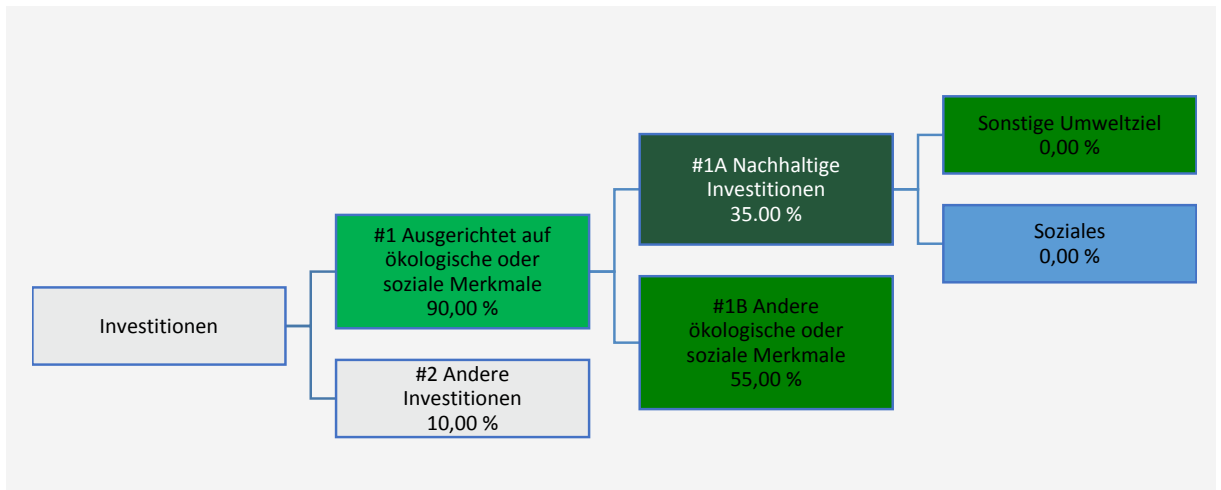 Investitionen
#1 Ausgerichtet auf
ökologische oder
soziale Merkmale
90,00 %
#2 Andere
Investitionen
10,00 %
#1A Nachhaltige
Investitionen
35.00 %
#1B Andere
ökologische oder
soziale Merkmale
55,00 %
Sonstige Umweltziel
0,00 %
Soziales
0,00 %